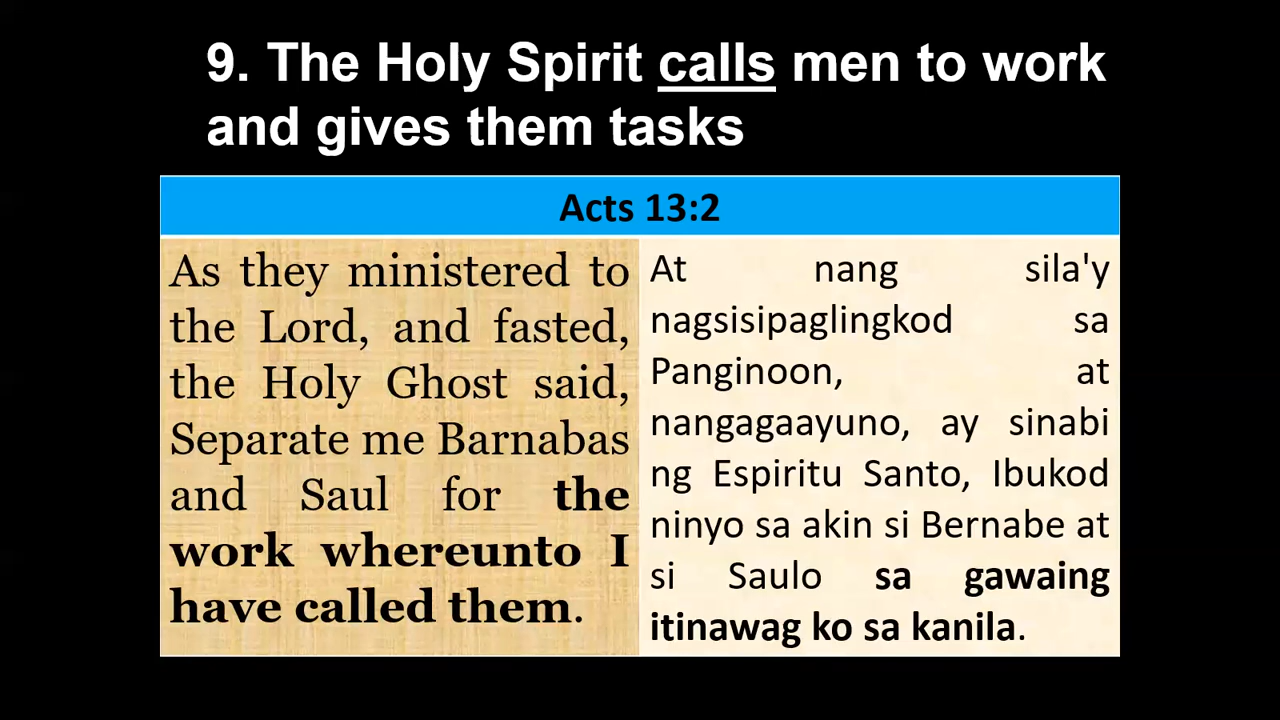 9. The Holy Spirit calls men to work
and gives them tasks
Acts 13:2
As they ministered to
the Lord, and fasted,
the Holy Ghost said,
Separate me Barnabas
and Saul for the
work whereunto I
have called them.
At nang sila'y
nagsisipaglingkod sa
Panginoon, at
nangagaayuno, ay sinabi
ng Espiritu Santo, Ibukod
ninyo sa akin si Bernabe at
si Saulo sa gawaing
itinawag ko sa kanila.